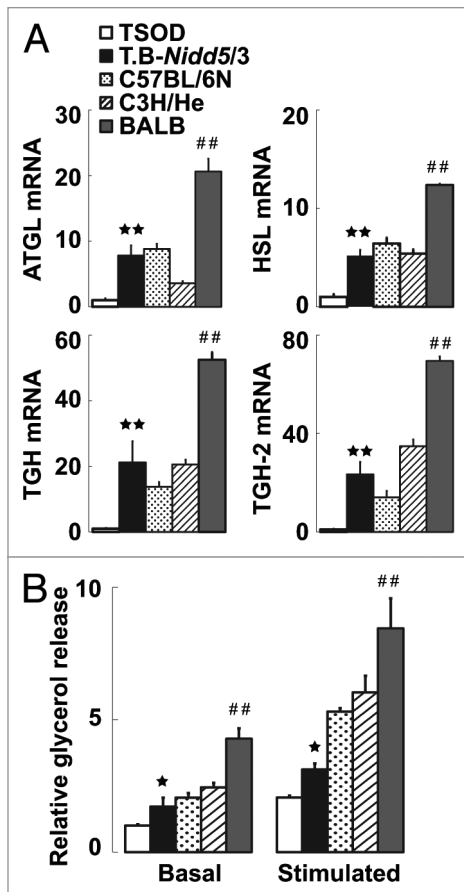 A
TSOD
T.B-Nidd5/3
C57BL/6N
C3H/He
BALB
ATGL mRNA
30
20
10
0
★★
##
HSL mRNA
20
10
0
★★
##
TGH mRNA
60
40
20
0
★★
##
TGH-2 mRNA
80
40
0
★★
##
B
Relative glycerol release
10
5
0
★
##
★
##
Basal
Stimulated